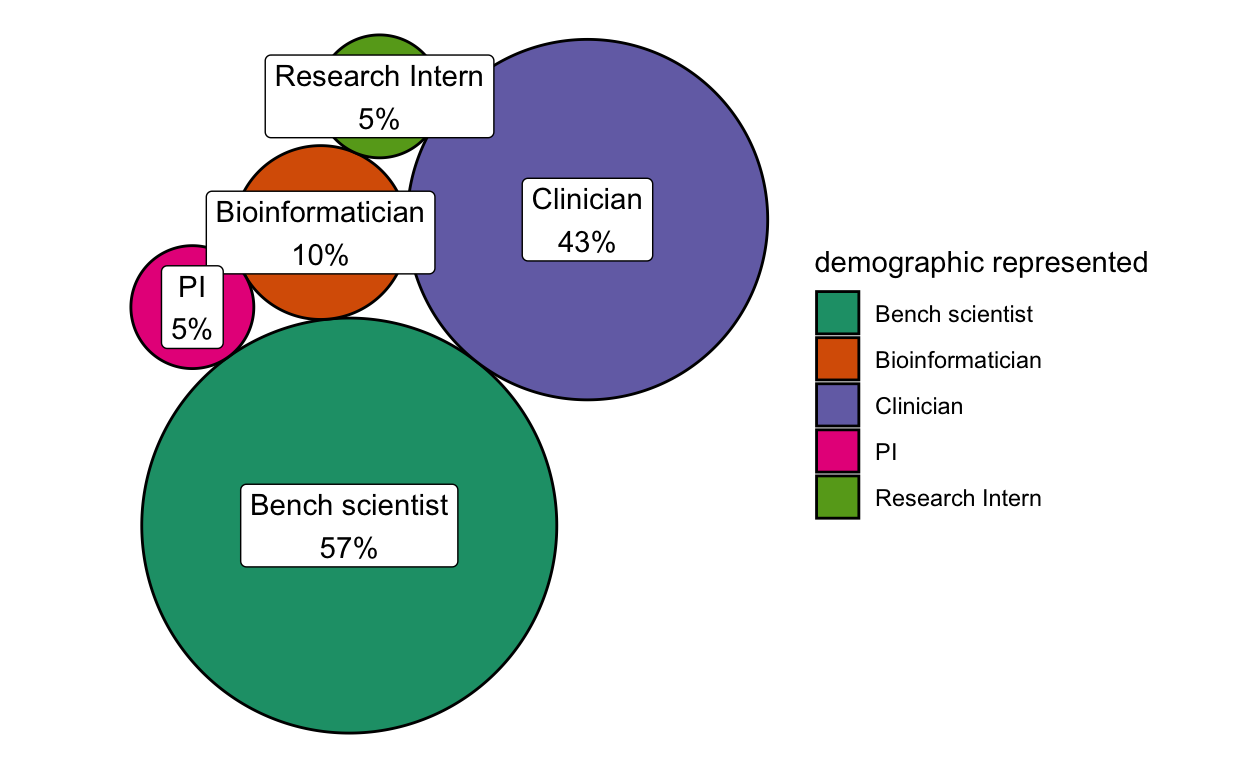 Research Intern
5%
Clinician
43%
Bioinformatician
10%
PI
5%
Bench scientist
57%
demographic represented
Bench scientist
Bioinformatician
Clinician
PI
Research Intern